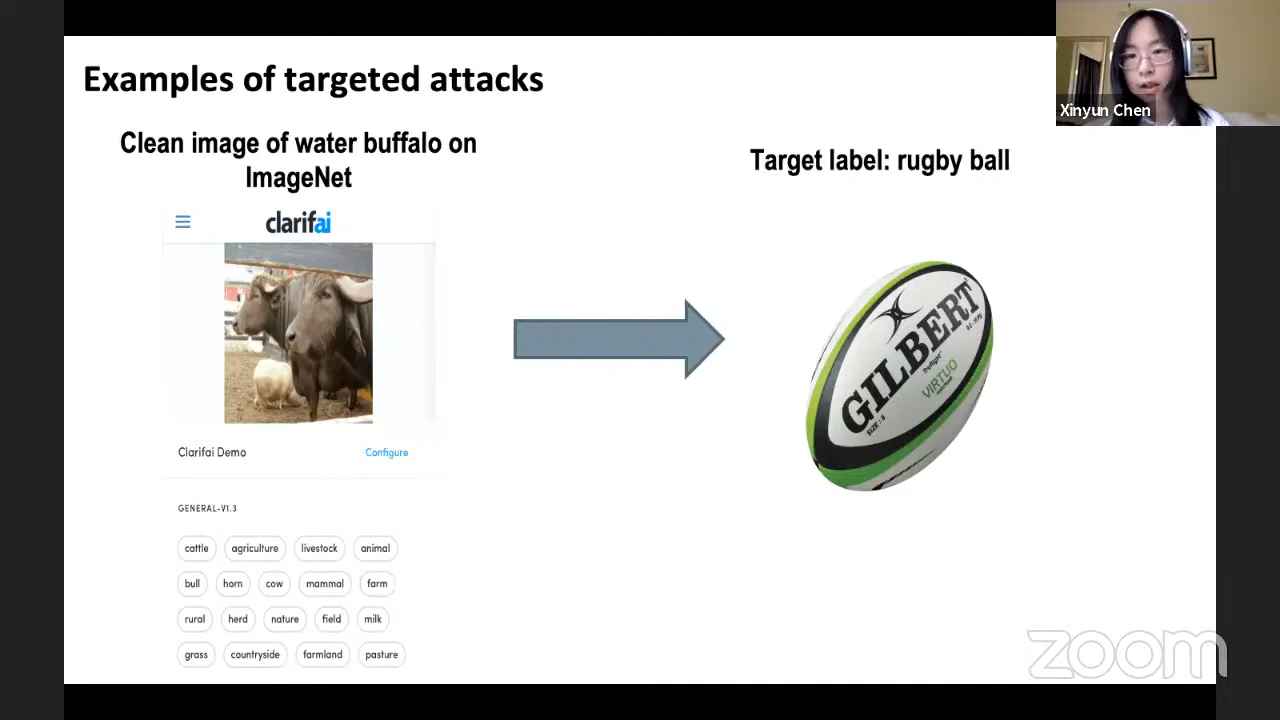 Examples of targeted attacks
Xinyun Chen
Clean image of water buffalo on
ImageNet
Target label: rugby ball
clarifai
GILBERT
VIRTUO
SIZE : 5
Clarifai Demo
Configure
GENERAL-V1.3
cattle agriculture livestock animal
bull horn cow mammal farm
rural herd nature field milk
grass countryside farmland pasture
zoom